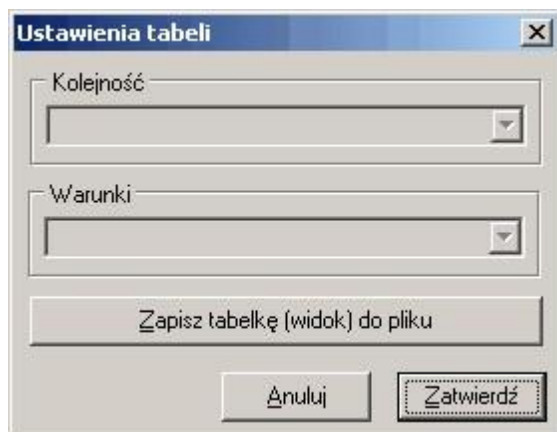 Ustawienia tabeli
Kolejność
Warunki
Zapisz tabelkę (widok) do pliku
Anuluj
Zatwierdź